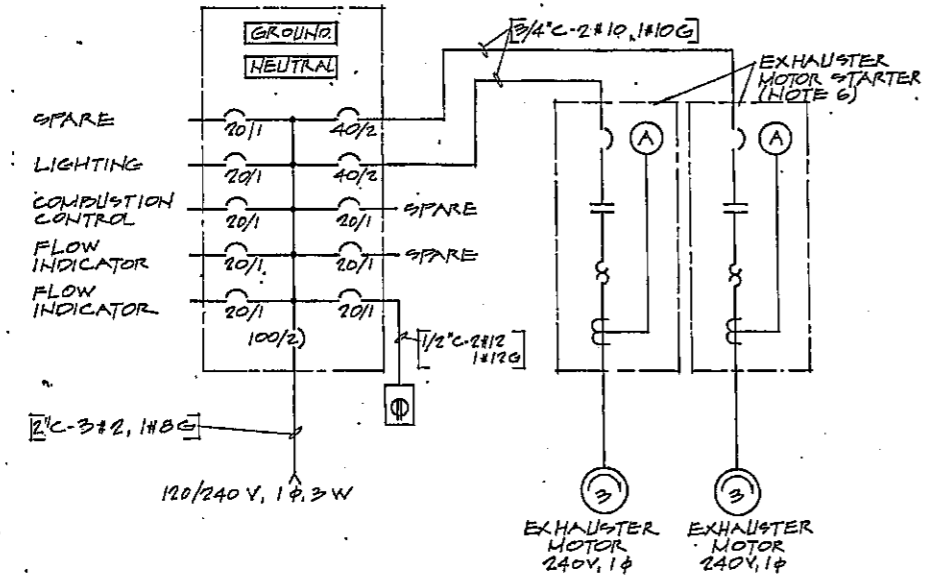 GROUND
NEUTRAL
[3/4"C-2#10, 1#10G]
EXHAUSTER
MOTOR STARTER
(NOTE 6)
SPARE
20/1
40/2
LIGHTING
20/1
40/2
COMBUSTION
CONTROL
20/1
20/1
SPARE
FLOW
INDICATOR
20/1
20/1
SPARE
FLOW
INDICATOR
20/1
20/1
100/2
[1/2"C-2#12
1#12G]
A
A
[2"C-3#2, 1#8G]
120/240 V, 1ϕ, 3 W
3
3
EXHAUSTER
MOTOR
240V, 1ϕ
EXHAUSTER
MOTOR
240V, 1ϕ